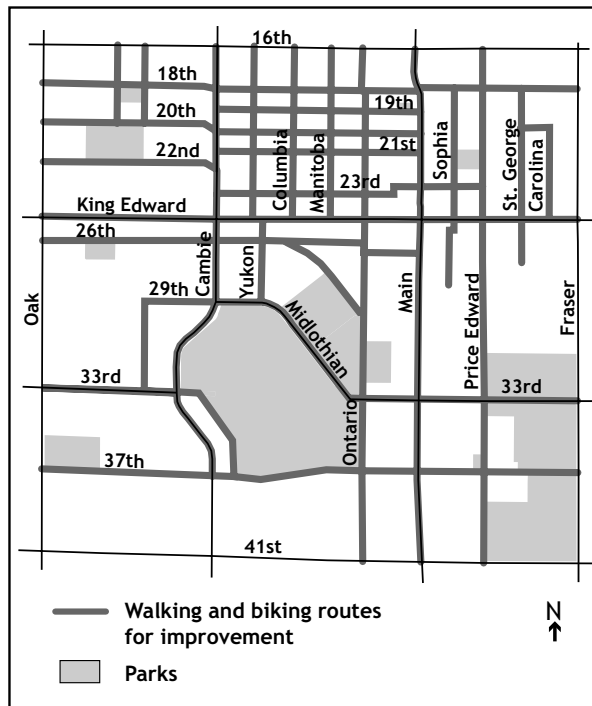 16th
18th
19th
20th
21st
22nd
Columbia
Manitoba
23rd
Sophia
St. George
Carolina
King Edward
26th
Cambie
Yukon
29th
Oak
Midlothian
Main
Price Edward
Fraser
33rd
33rd
Ontario
37th
41st
Walking and biking routes
for improvement
N
Parks